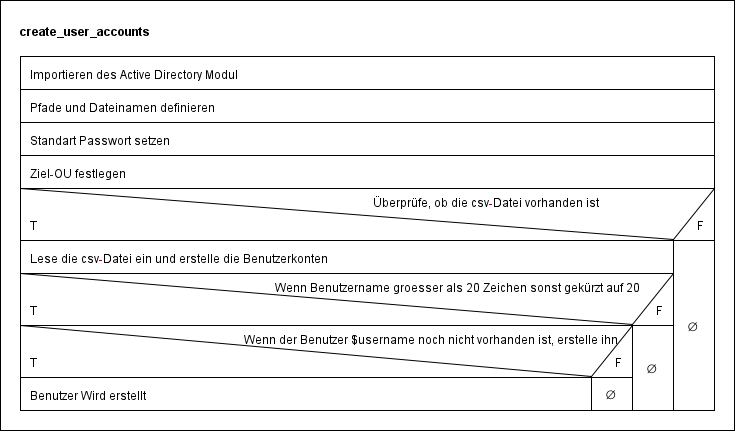 create_user_accounts
Importieren des Active Directory Modul
Pfade und Dateinamen definieren
Standart Passwort setzen
Ziel-OU festlegen
Überprüfe, ob die csv-Datei vorhanden ist
T
F
Lese die csv-Datei ein und erstelle die Benutzerkonten
Wenn Benutzername groesser als 20 Zeichen sonst gekürzt auf 20
T
F
Wenn der Benutzer $username noch nicht vorhanden ist, erstelle ihn
T
F
Benutzer Wird erstellt
∅
∅
∅